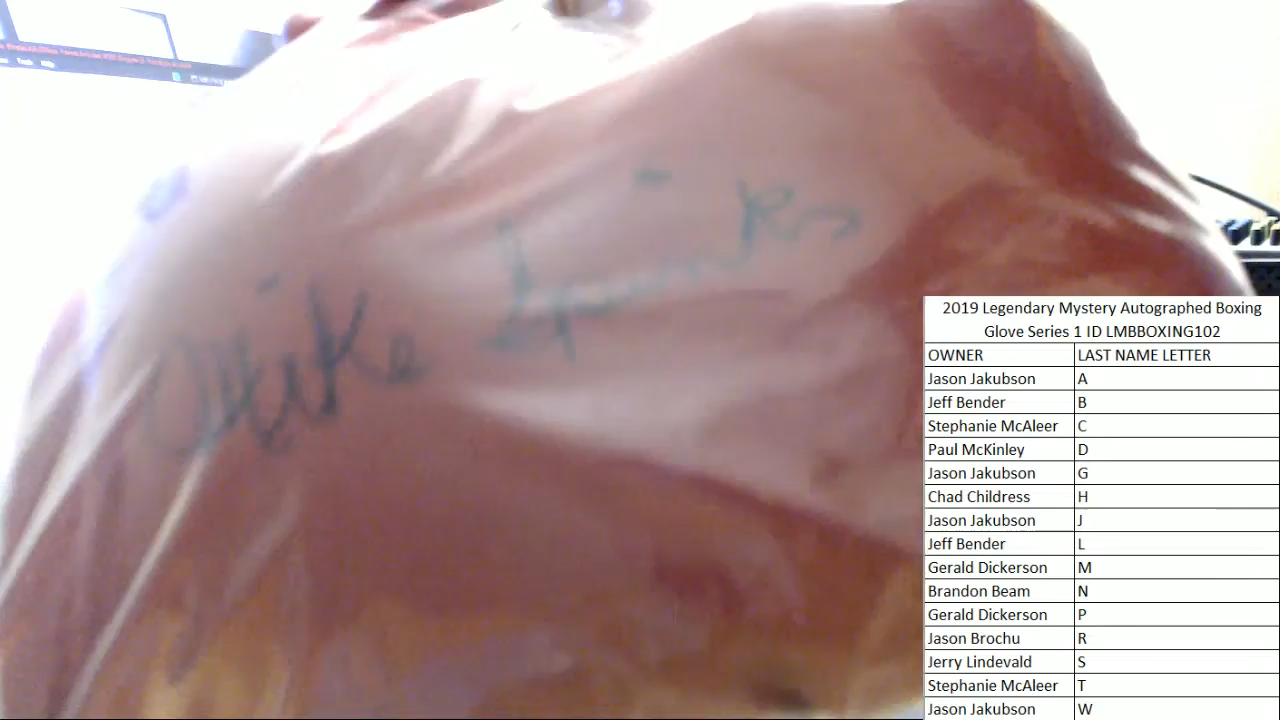 Mike Spinks
2019 Legendary Mystery Autographed Boxing
Glove Series 1 ID LMBBOXING102
OWNER LAST NAME LETTER
Jason Jakubson A
Jeff Bender B
Stephanie McAleer C
Paul McKinley D
Jason Jakubson G
Chad Childress H
Jason Jakubson J
Jeff Bender L
Gerald Dickerson M
Brandon Beam N
Gerald Dickerson P
Jason Brochu R
Jerry Lindevald S
Stephanie McAleer T
Jason Jakubson W